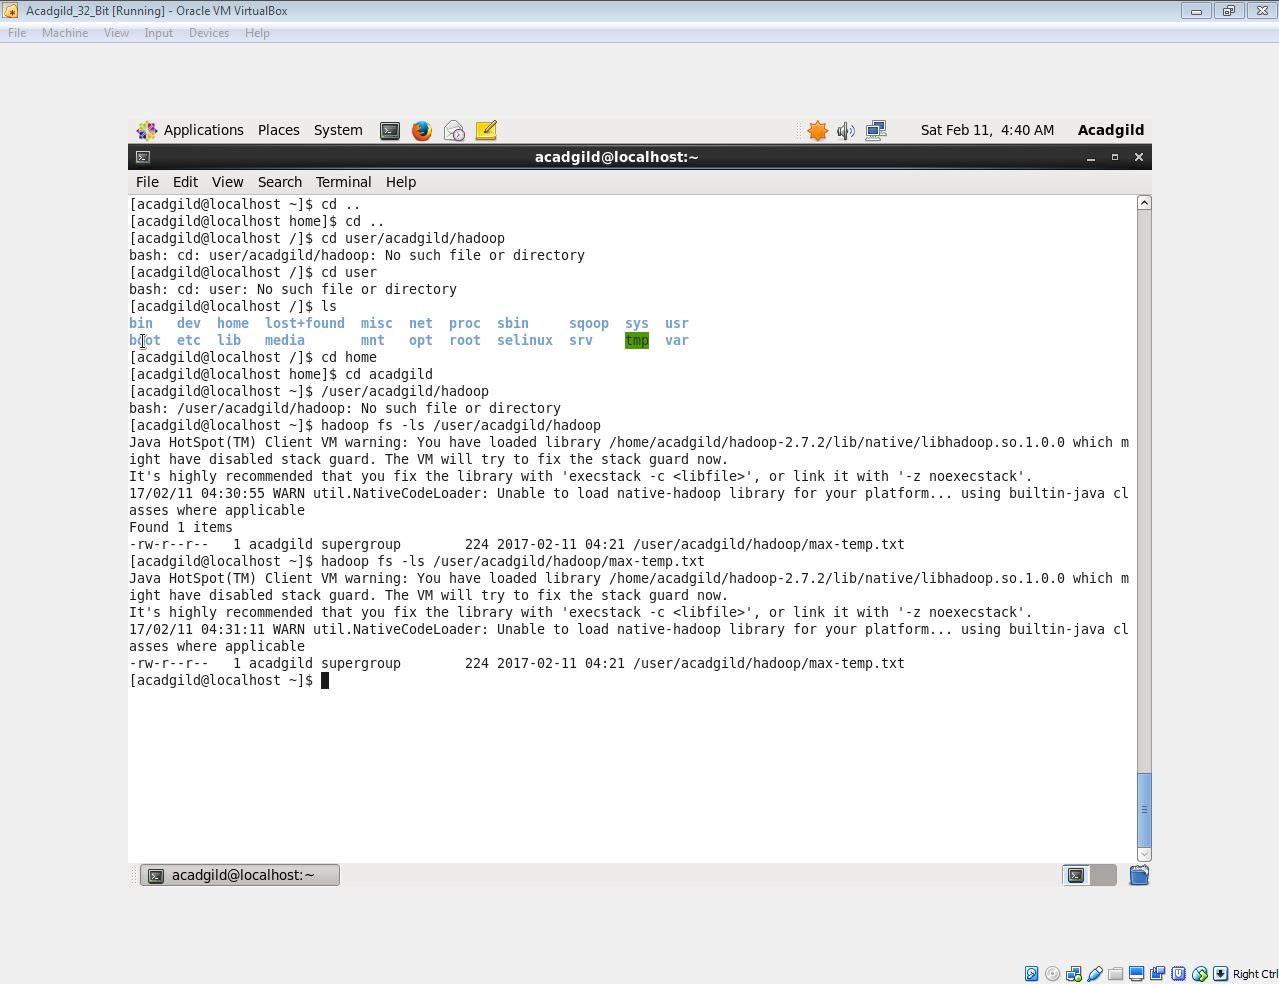 Acadgild_32_Bit [Running] - Oracle VM VirtualBox
File Machine View Input Devices Help
Applications Places System Sat Feb 11, 4:40 AM Acadgild
acadgild@localhost:~
File Edit View Search Terminal Help
[acadgild@localhost ~]$ cd ..
[acadgild@localhost home]$ cd ..
[acadgild@localhost /]$ cd user/acadgild/hadoop
bash: cd: user/acadgild/hadoop: No such file or directory
[acadgild@localhost /]$ cd user
bash: cd: user: No such file or directory
[acadgild@localhost /]$ ls
bin dev home lost+found misc net proc sbin sqoop sys usr
boot etc lib media mnt opt root selinux srv tmp var
[acadgild@localhost /]$ cd home
[acadgild@localhost home]$ cd acadgild
[acadgild@localhost ~]$ /user/acadgild/hadoop
bash: /user/acadgild/hadoop: No such file or directory
[acadgild@localhost ~]$ hadoop fs -ls /user/acadgild/hadoop
Java HotSpot(TM) Client VM warning: You have loaded library /home/acadgild/hadoop-2.7.2/lib/native/libhadoop.so.1.0.0 which m
ight have disabled stack guard. The VM will try to fix the stack guard now.
It's highly recommended that you fix the library with 'execstack -c <libfile>', or link it with '-z noexecstack'.
17/02/11 04:30:55 WARN util.NativeCodeLoader: Unable to load native-hadoop library for your platform... using builtin-java cl
asses where applicable
Found 1 items
-rw-r--r-- 1 acadgild supergroup 224 2017-02-11 04:21 /user/acadgild/hadoop/max-temp.txt
[acadgild@localhost ~]$ hadoop fs -ls /user/acadgild/hadoop/max-temp.txt
Java HotSpot(TM) Client VM warning: You have loaded library /home/acadgild/hadoop-2.7.2/lib/native/libhadoop.so.1.0.0 which m
ight have disabled stack guard. The VM will try to fix the stack guard now.
It's highly recommended that you fix the library with 'execstack -c <libfile>', or link it with '-z noexecstack'.
17/02/11 04:31:11 WARN util.NativeCodeLoader: Unable to load native-hadoop library for your platform... using builtin-java cl
asses where applicable
-rw-r--r-- 1 acadgild supergroup 224 2017-02-11 04:21 /user/acadgild/hadoop/max-temp.txt
[acadgild@localhost ~]$
acadgild@localhost:~
Right Ctrl